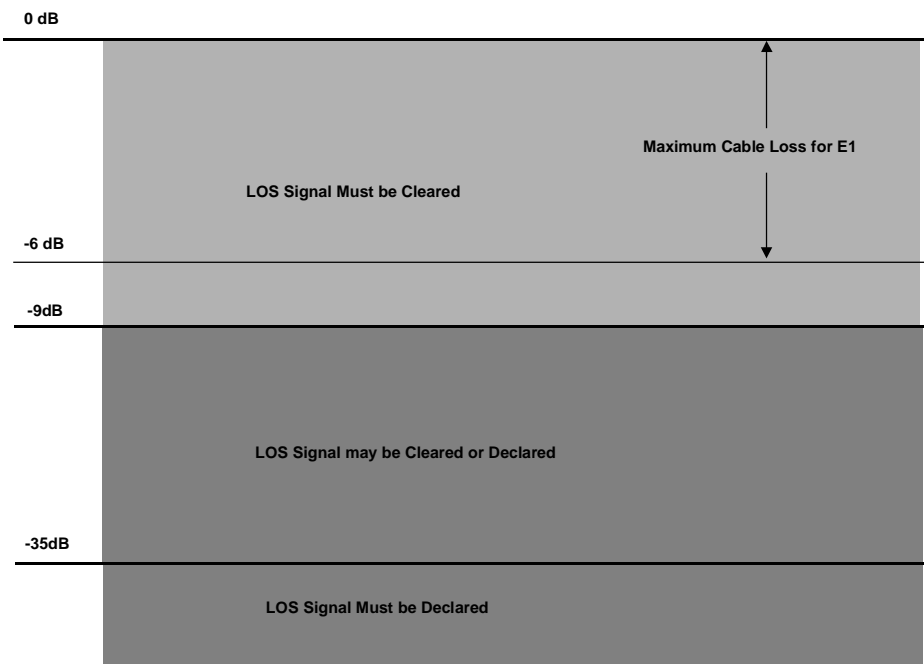 0 dB
Maximum Cable Loss for E1
LOS Signal Must be Cleared
-6 dB
-9dB
LOS Signal may be Cleared or Declared
-35dB
LOS Signal Must be Declared